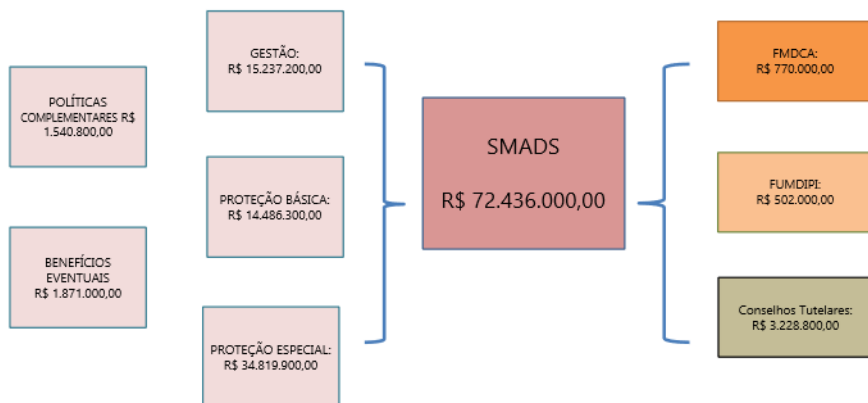 POLÍTICAS
COMPLEMENTARES R$
1.540.800,00
BENEFÍCIOS
EVENTUAIS
R$ 1.871.000,00
GESTÃO:
R$ 15.237.200,00
PROTEÇÃO BÁSICA:
R$ 14.486.300,00
PROTEÇÃO ESPECIAL:
R$ 34.819.900,00
SMADS
R$ 72.436.000,00
FMDCA:
R$ 770.000,00
FUMDIPI:
R$ 502.000,00
Conselhos Tutelares:
R$ 3.228.800,00